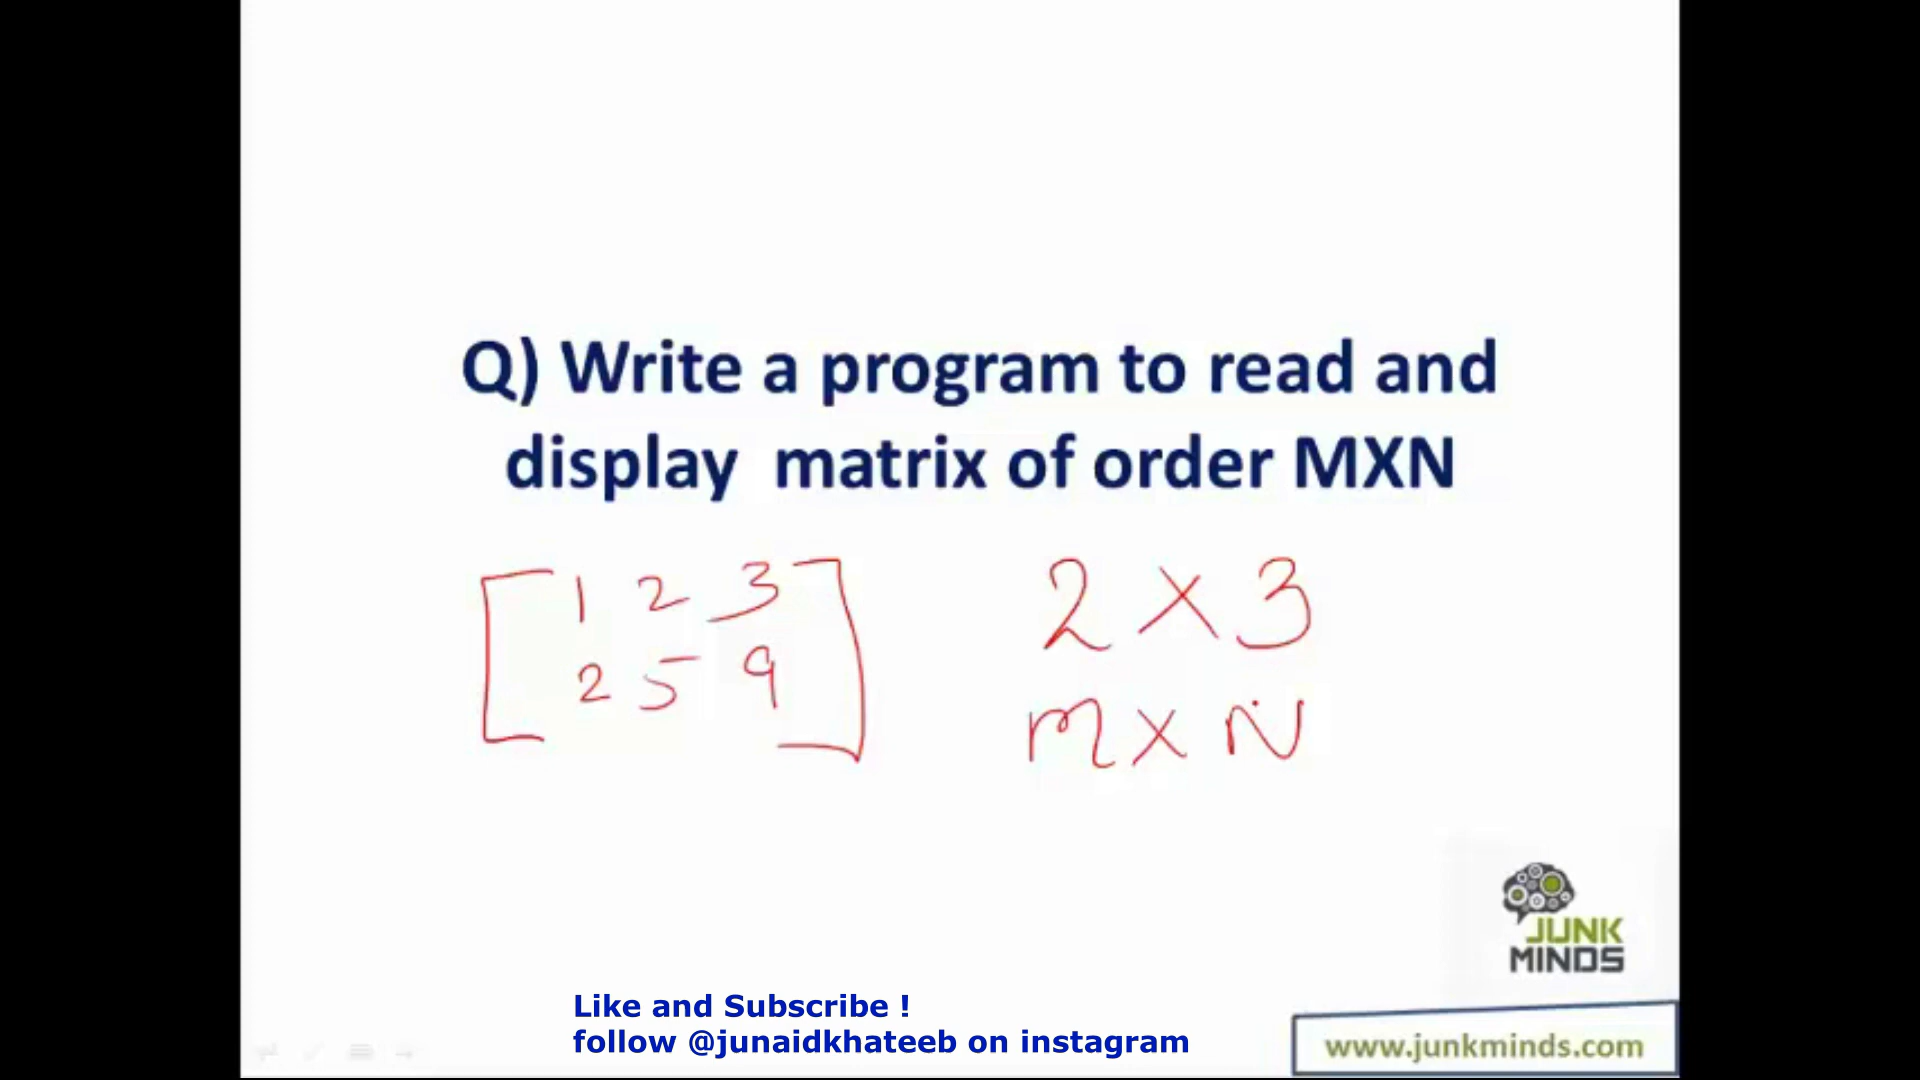 Q) Write a program to read and
display matrix of order MXN
1 2 3
2 5 9
2 X 3
m x N
JUNK
MINDS
Like and Subscribe !
follow @junaidkhateeb on instagram
www.junkminds.com